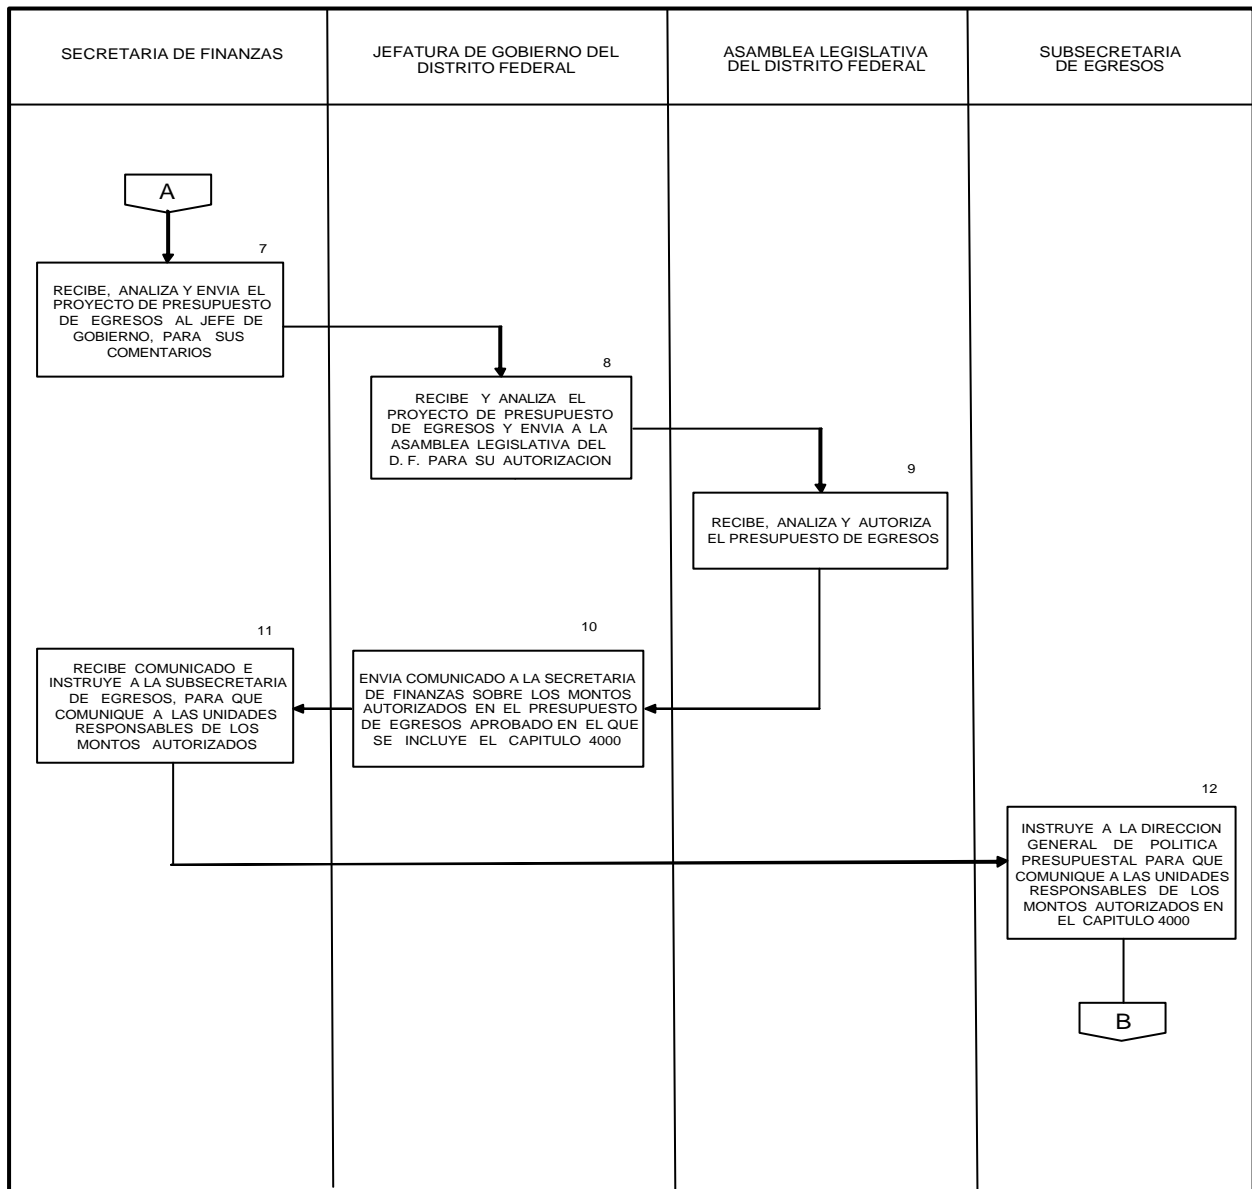 SECRETARIA DE FINANZAS
JEFATURA DE GOBIERNO DEL
DISTRITO FEDERAL
ASAMBLEA LEGISLATIVA
DEL DISTRITO FEDERAL
SUBSECRETARIA
DE EGRESOS
A
7
RECIBE, ANALIZA Y ENVIA EL
PROYECTO DE PRESUPUESTO
DE EGRESOS AL JEFE DE
GOBIERNO, PARA SUS
COMENTARIOS
8
RECIBE Y ANALIZA EL
PROYECTO DE PRESUPUESTO
DE EGRESOS Y ENVIA A LA
ASAMBLEA LEGISLATIVA DEL
D. F. PARA SU AUTORIZACION
9
RECIBE, ANALIZA Y AUTORIZA
EL PRESUPUESTO DE EGRESOS
10
ENVIA COMUNICADO A LA SECRETARIA
DE FINANZAS SOBRE LOS MONTOS
AUTORIZADOS EN EL PRESUPUESTO
DE EGRESOS APROBADO EN EL QUE
SE INCLUYE EL CAPITULO 4000
11
RECIBE COMUNICADO E
INSTRUYE A LA SUBSECRETARIA
DE EGRESOS, PARA QUE
COMUNIQUE A LAS UNIDADES
RESPONSABLES DE LOS
MONTOS AUTORIZADOS
12
INSTRUYE A LA DIRECCION
GENERAL DE POLITICA
PRESUPUESTAL PARA QUE
COMUNIQUE A LAS UNIDADES
RESPONSABLES DE LOS
MONTOS AUTORIZADOS EN
EL CAPITULO 4000
B